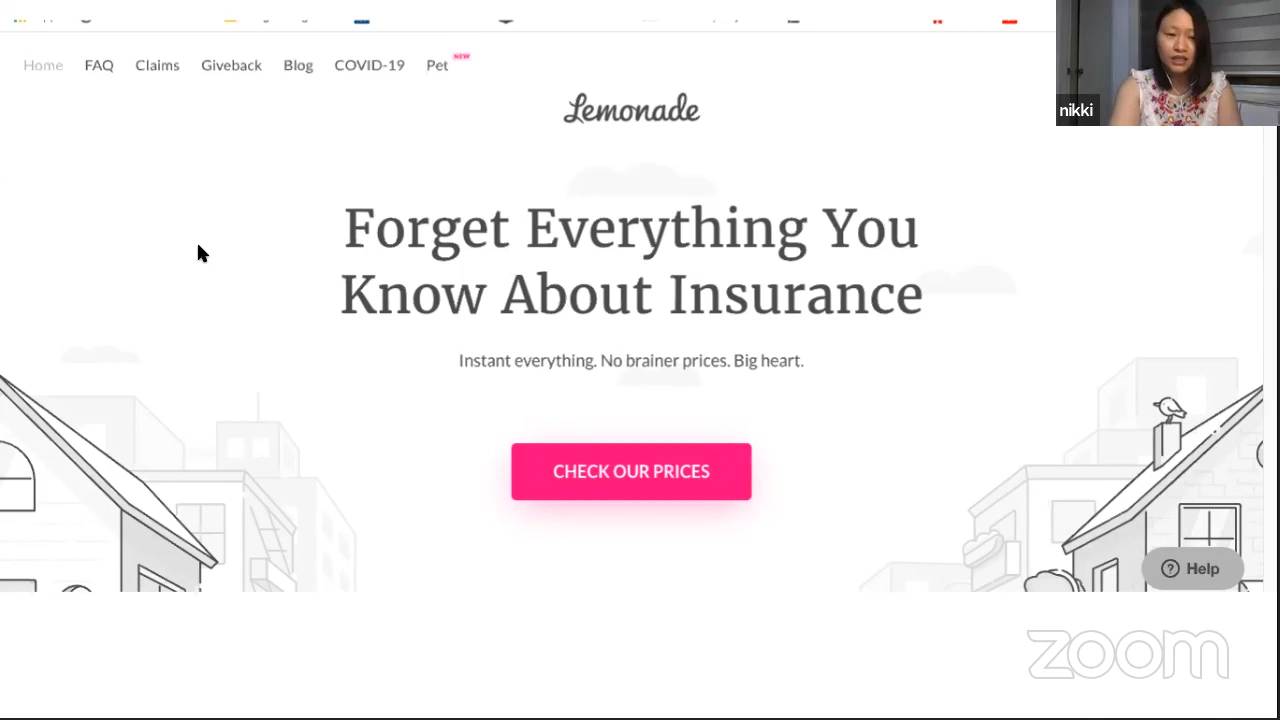 Home FAQ Claims Giveback Blog COVID-19 Pet NEW
nikki
Lemonade
Forget Everything You
Know About Insurance
Instant everything. No brainer prices. Big heart.
CHECK OUR PRICES
? Help
zoom